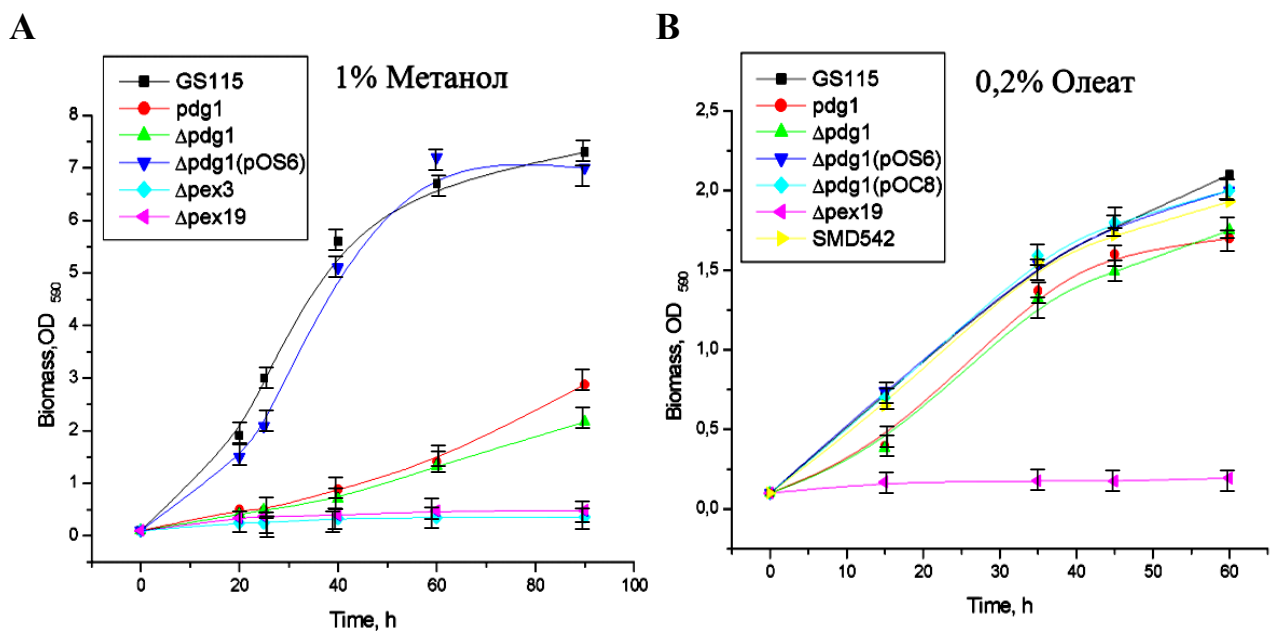 A
GS115
pdg1
Δpdg1
Δpdg1(pOS6)
Δpex3
Δpex19
1% Метанол
8
7
6
5
4
3
2
1
0
Biomass,OD 590
0 20 40 60 80 100
Time, h
B
GS115
pdg1
Δpdg1
Δpdg1(pOS6)
Δpdg1(pOC8)
Δpex19
SMD542
0,2% Олеат
2,5
2,0
1,5
1,0
0,5
0,0
Biomass, OD 590
0 10 20 30 40 50 60
Time, h